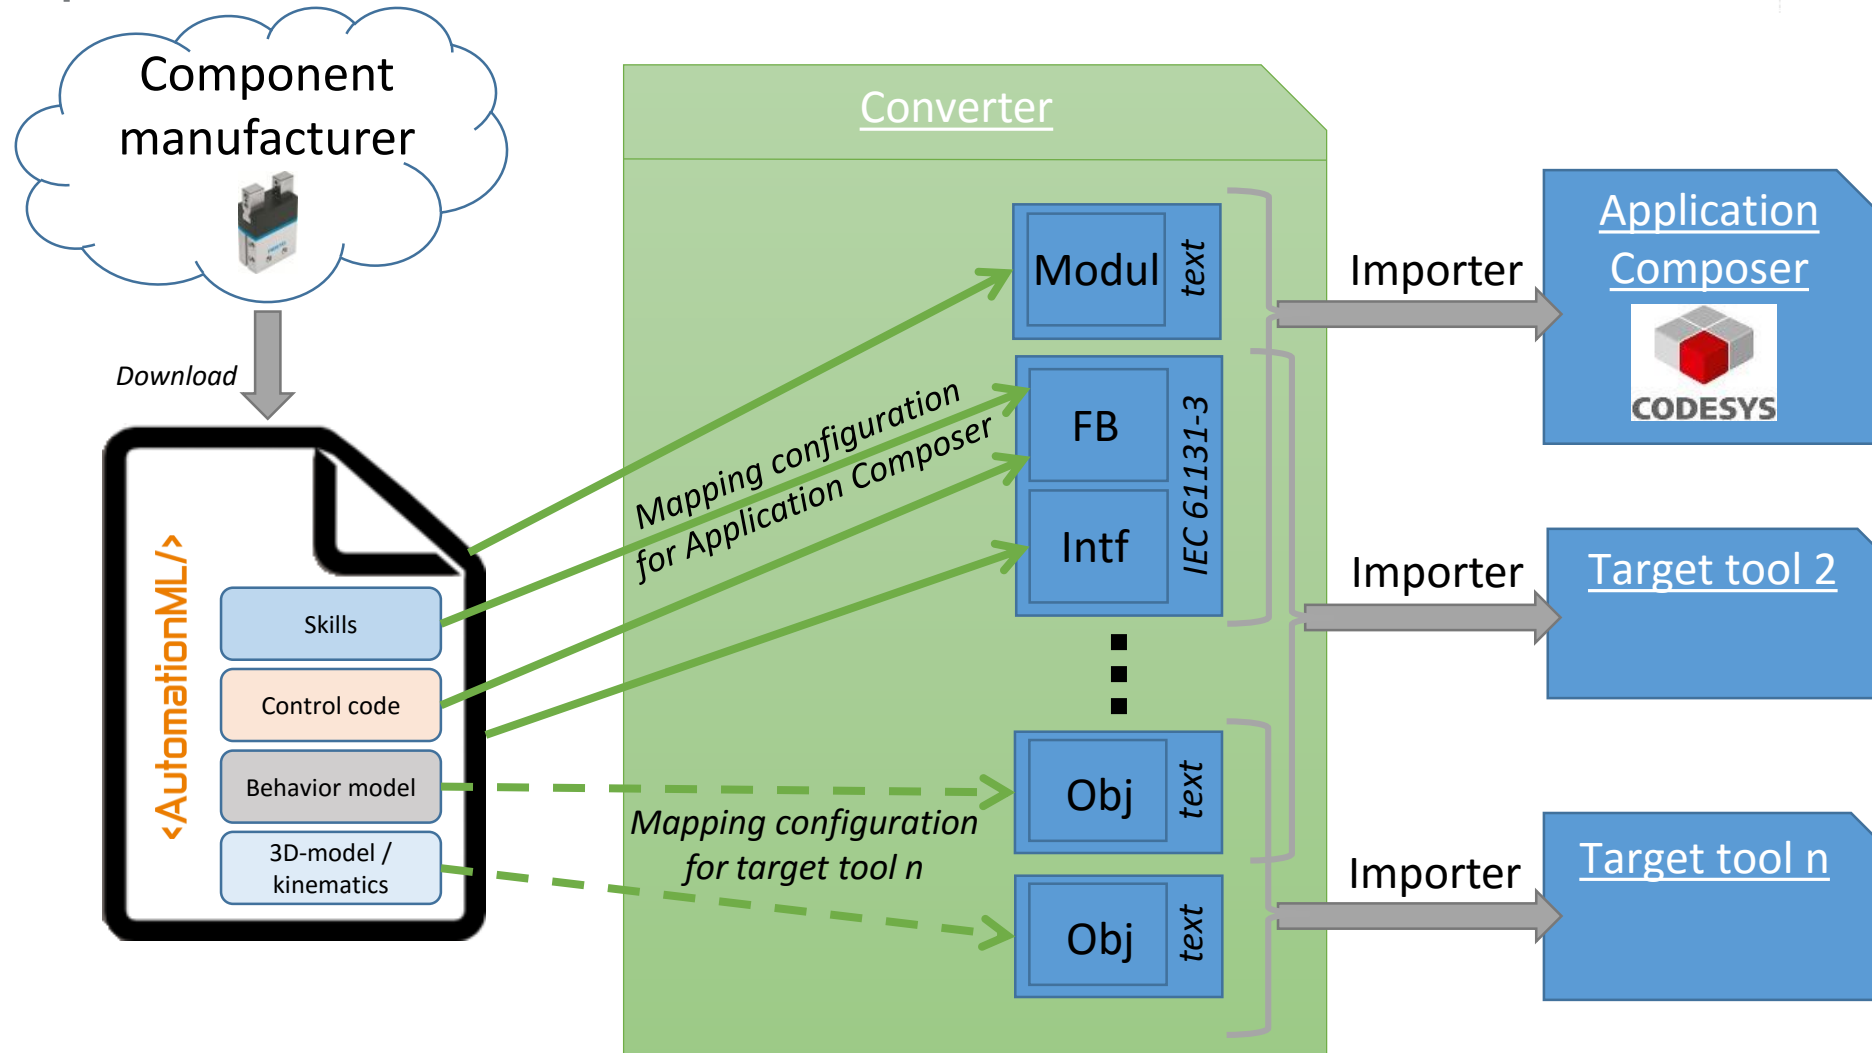 Component
manufacturer
Download
<AutomationML/>
Skills
Control code
Behavior model
3D-model /
kinematics
Converter
Mapping configuration
for Application Composer
Mapping configuration
for target tool n
Modul
text
FB
Intf
IEC 61131-3
Obj
text
Obj
text
Importer
Importer
Importer
Application
Composer
CODESYS
Target tool 2
Target tool n